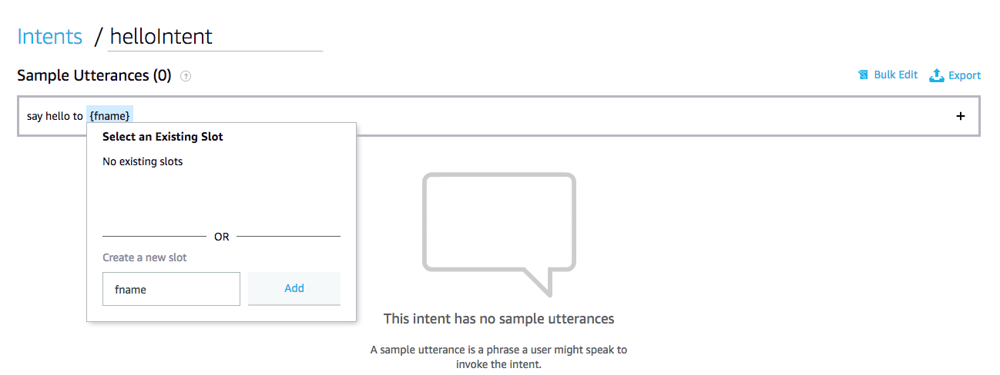 Intents / helloIntent
Sample Utterances (0) ?
Bulk Edit Export
say hello to {fname} +
Select an Existing Slot
No existing slots
OR
Create a new slot
fname Add
This intent has no sample utterances
A sample utterance is a phrase a user might speak to
invoke the intent.